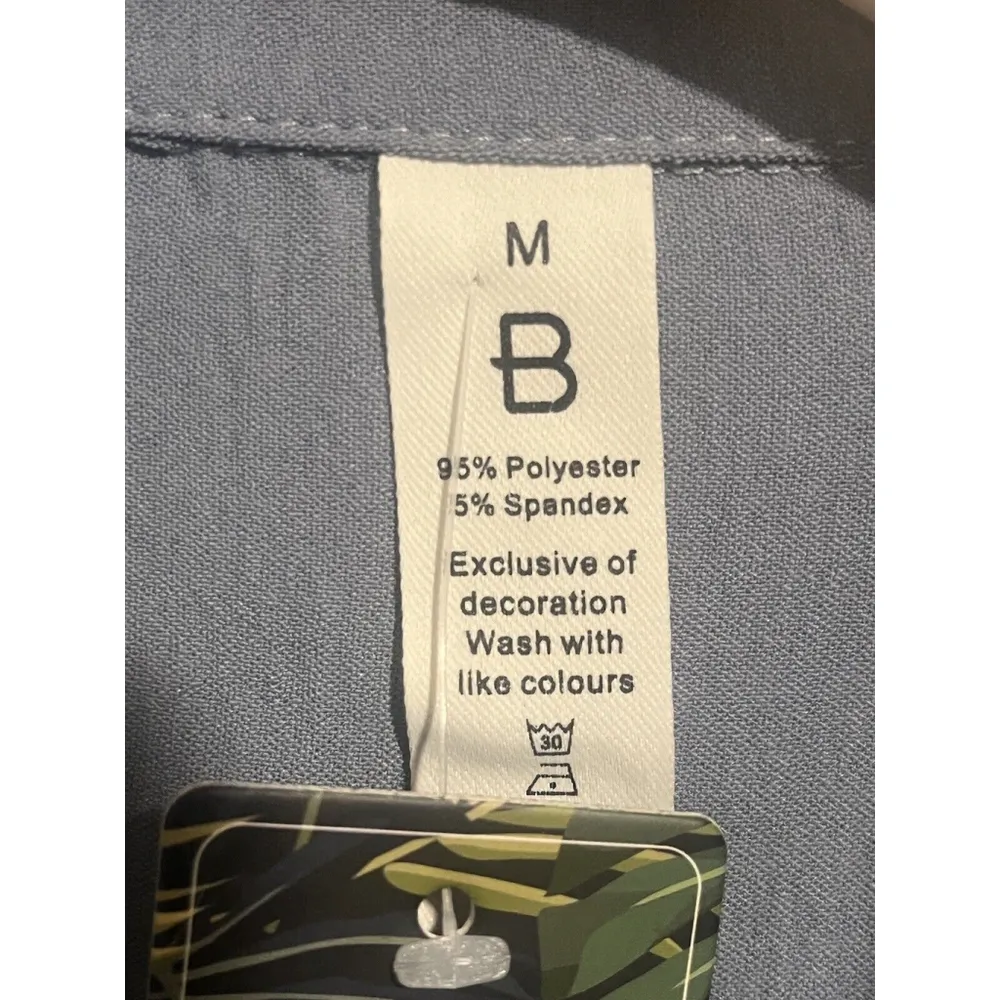 M
B
95% Polyester
5% Spandex
Exclusive of
decoration
Wash with
like colours
30